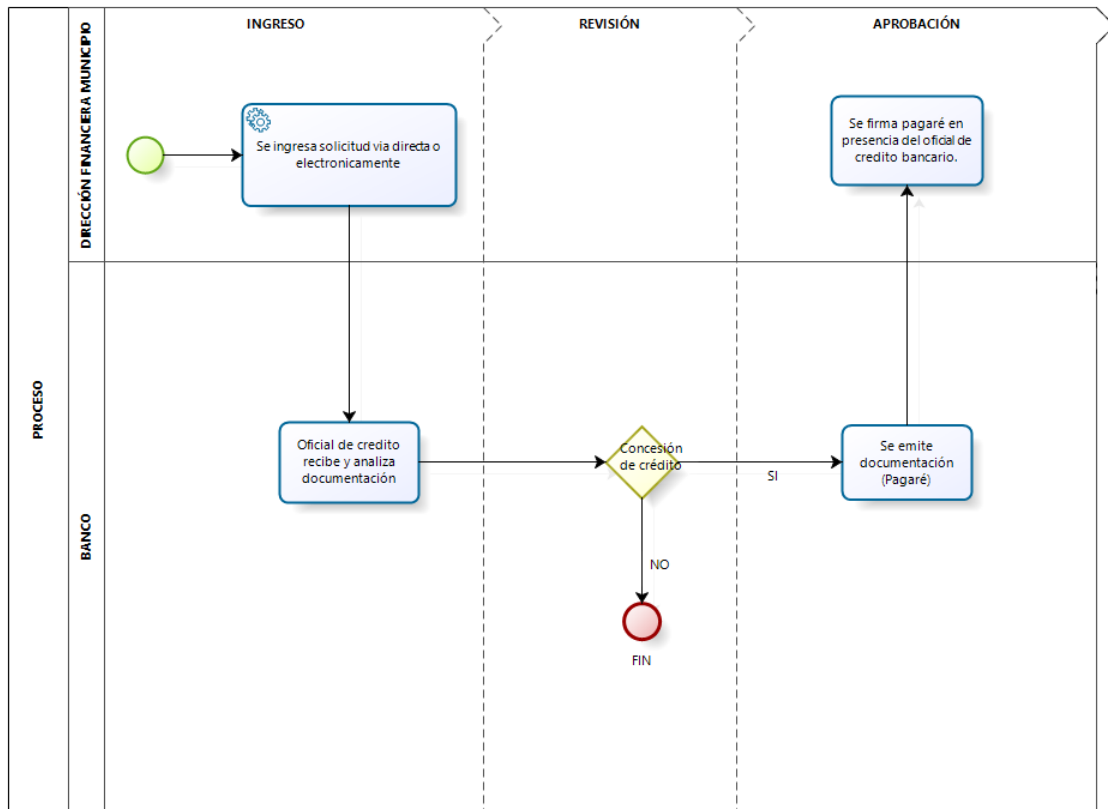 INGRESO
REVISIÓN
APROBACIÓN
PROCESO
DIRECCIÓN FINANCIERA MUNICIPIO
Se ingresa solicitud via directa o
electronicamente
Se firma pagaré en
presencia del oficial de
credito bancario.
BANCO
Oficial de credito
recibe y analiza
documentación
Concesión
de crédito
SI
Se emite
documentación
(Pagaré)
NO
FIN